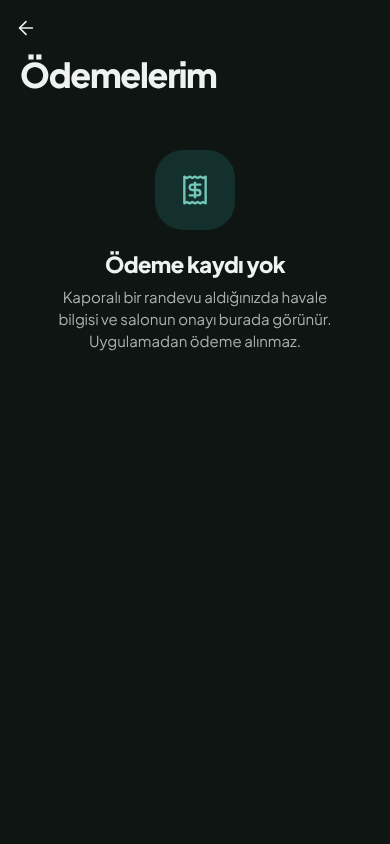 Ödemelerim
Ödeme kaydı yok
Kaporalı bir randevu aldığınızda havale
bilgisi ve salonun onayı burada görünür.
Uygulamadan ödeme alınmaz.